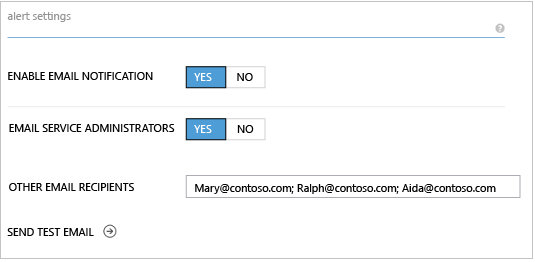 alert settings
?
ENABLE EMAIL NOTIFICATION YES NO
EMAIL SERVICE ADMINISTRATORS YES NO
OTHER EMAIL RECIPIENTS Mary@contoso.com; Ralph@contoso.com; Aida@contoso.com
SEND TEST EMAIL